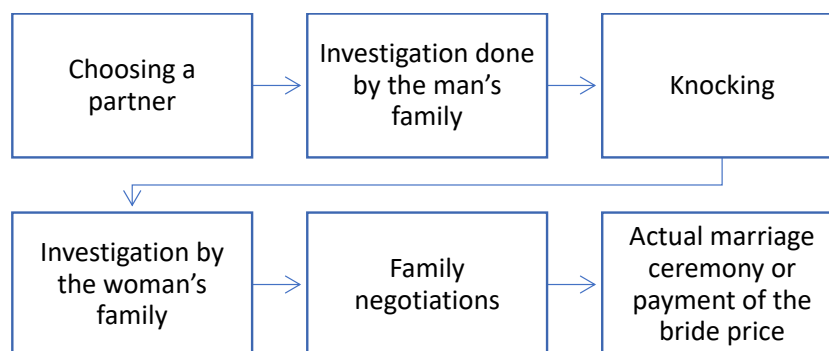 Choosing a
partner
Investigation done
by the man’s
family
Knocking
Investigation by
the woman’s
family
Family
negotiations
Actual marriage
ceremony or
payment of the
bride price